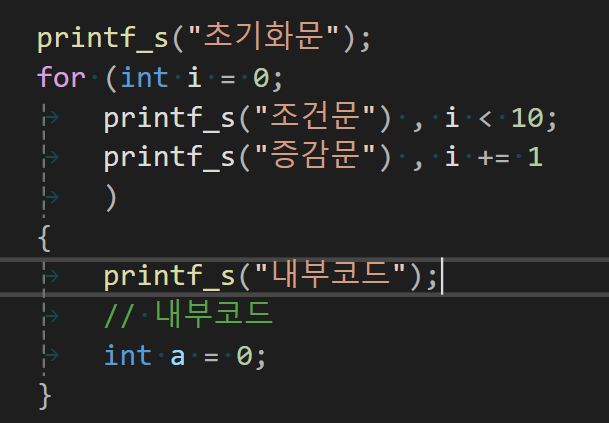 printf_s("초기화문");
for (int i = 0;
    printf_s("조건문") , i < 10;
    printf_s("증감문") , i += 1
    )
{
    printf_s("내부코드");
    // 내부코드
    int a = 0;
}